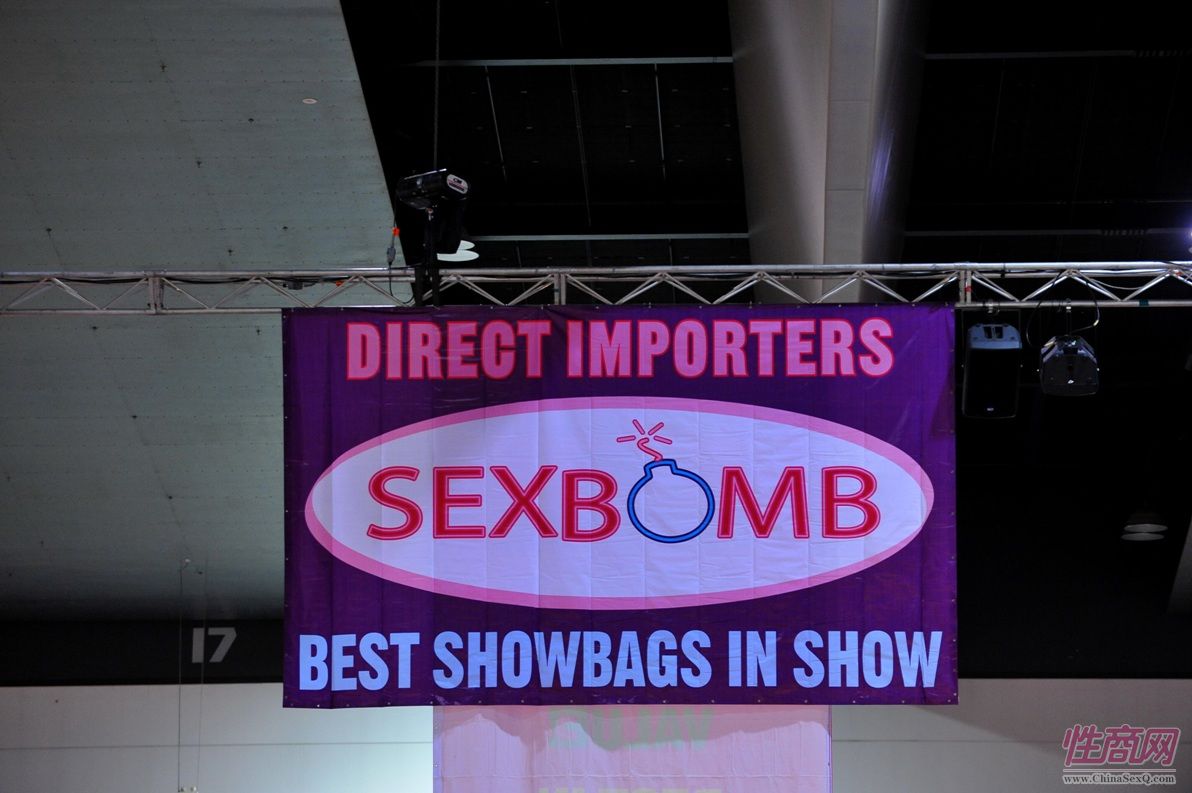 DIRECT IMPORTERS
SEXBOMB
BEST SHOWBAGS IN SHOW
17
性商网
www.ChinaSexQ.com